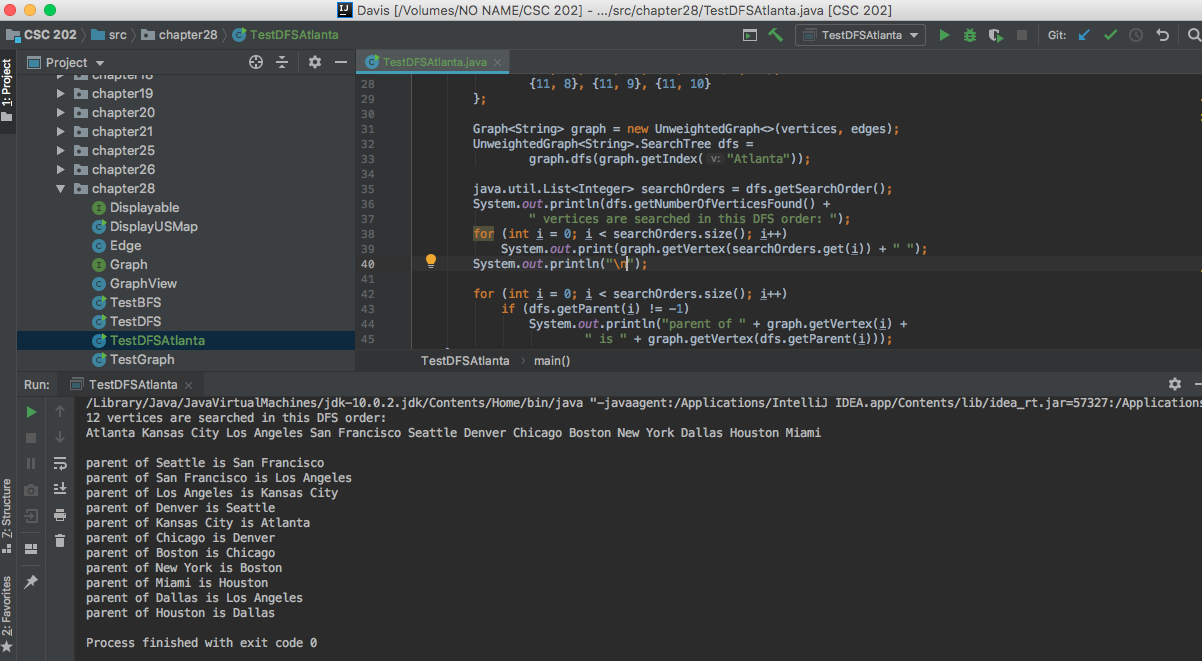 Davis [/Volumes/NO NAME/CSC 202] - .../src/chapter28/TestDFSAtlanta.java [CSC 202]
CSC 202 src chapter28 TestDFSAtlanta
TestDFSAtlanta
Git:
1: Project
Project
TestDFSAtlanta.java
chapter18
chapter19
chapter20
chapter21
chapter25
chapter26
chapter28
Displayable
DisplayUSMap
Edge
Graph
GraphView
TestBFS
TestDFS
TestDFSAtlanta
TestGraph
28 {11, 8}, {11, 9}, {11, 10}
29 };
30
31 Graph<String> graph = new UnweightedGraph<>(vertices, edges);
32 UnweightedGraph<String>.SearchTree dfs =
33 graph.dfs(graph.getIndex( v: "Atlanta"));
34
35 java.util.List<Integer> searchOrders = dfs.getSearchOrder();
36 System.out.println(dfs.getNumberOfVerticesFound() +
37 " vertices are searched in this DFS order: ");
38 for (int i = 0; i < searchOrders.size(); i++)
39 System.out.print(graph.getVertex(searchOrders.get(i)) + " ");
40 System.out.println("\n");
41
42 for (int i = 0; i < searchOrders.size(); i++)
43 if (dfs.getParent(i) != -1)
44 System.out.println("parent of " + graph.getVertex(i) +
45 " is " + graph.getVertex(dfs.getParent(i)));
TestDFSAtlanta main()
Run: TestDFSAtlanta
/Library/Java/JavaVirtualMachines/jdk-10.0.2.jdk/Contents/Home/bin/java "-javaagent:/Applications/IntelliJ IDEA.app/Contents/lib/idea_rt.jar=57327:/Applications
12 vertices are searched in this DFS order:
Atlanta Kansas City Los Angeles San Francisco Seattle Denver Chicago Boston New York Dallas Houston Miami
parent of Seattle is San Francisco
parent of San Francisco is Los Angeles
parent of Los Angeles is Kansas City
parent of Denver is Seattle
parent of Kansas City is Atlanta
parent of Chicago is Denver
parent of Boston is Chicago
parent of New York is Boston
parent of Miami is Houston
parent of Dallas is Los Angeles
parent of Houston is Dallas
Process finished with exit code 0
7: Structure
2: Favorites